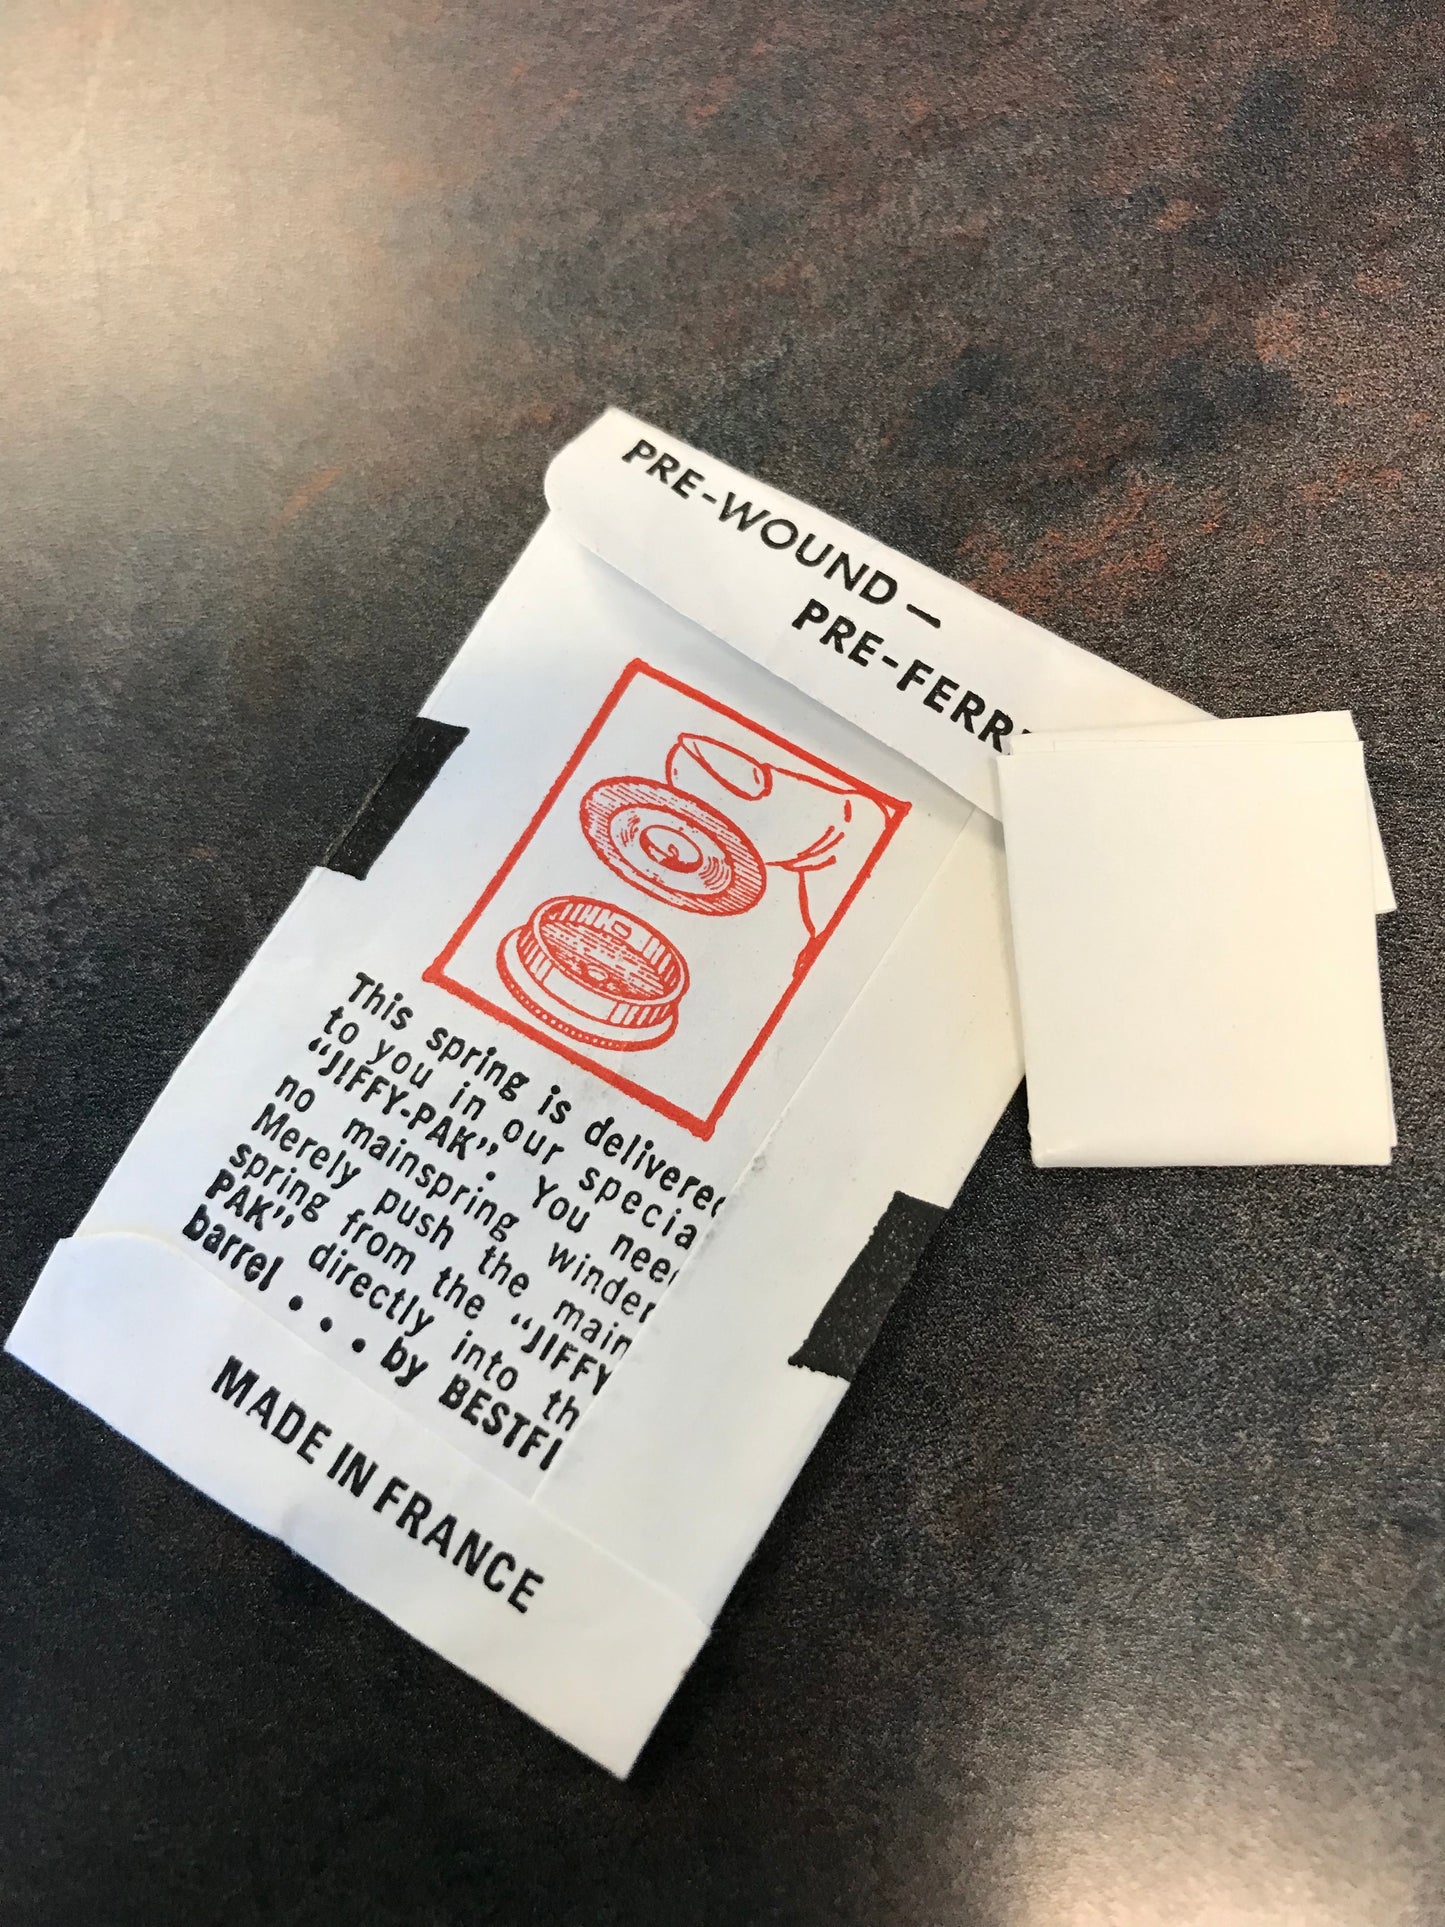 PRE-WOUND —
PRE-FERR
This spring is delivered
to you in our specia
"JIFFY-PAK". You need
no mainspring winder
Merely push the main
spring from the "JIFFY
PAK" directly into th
barrel . . . by BESTFI
MADE IN FRANCE